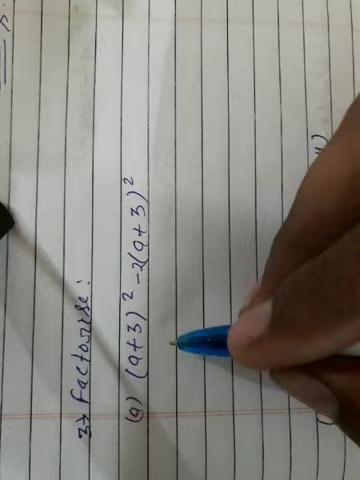 3→ Factorise:
(a) (a+3)² - 2(a+3)²